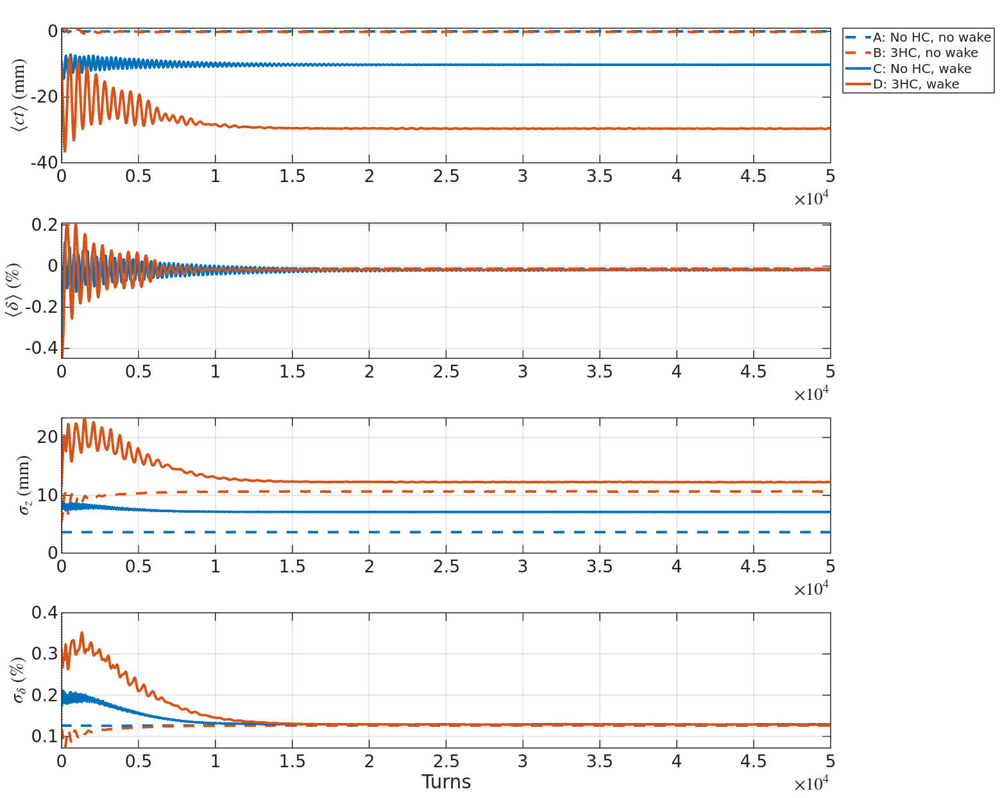 0
-20
-40
⟨ct⟩ (mm)
0 0.5 1 1.5 2 2.5 3 3.5 4 4.5 5
×10⁴
A: No HC, no wake
B: 3HC, no wake
C: No HC, wake
D: 3HC, wake
0.2
0
-0.2
-0.4
⟨δ⟩ (%)
0 0.5 1 1.5 2 2.5 3 3.5 4 4.5 5
×10⁴
20
10
0
σ_z (mm)
0 0.5 1 1.5 2 2.5 3 3.5 4 4.5 5
×10⁴
0.4
0.3
0.2
0.1
σ_δ (%)
0 0.5 1 1.5 2 2.5 3 3.5 4 4.5 5
Turns
×10⁴